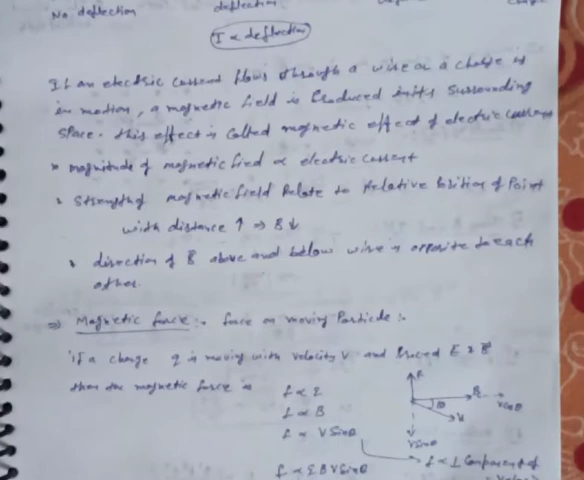 No deflection
deflection
I ∝ deflection
If an electric current flows through a wire or a charge is
in motion, a magnetic field is Produced in its surrounding
space. this effect is called magnetic effect of electric current
magnitude of magnetic field ∝ electric current
strength of magnetic field Relate to Relative Position of Point
with distance ↑ ⇒ B ↓
direction of B above and below wire is opposite to each
other.
⇒ Magnetic force :- force on moving Particle :-
If a charge q is moving with velocity V and
then the magnetic force is
f ∝ Σ
f ∝ B
f ∝ V Sinθ
f ∝ Σ B V Sinθ
F
B
θ
V
V Cosθ
V Sinθ
f ∝ ⊥ Component of